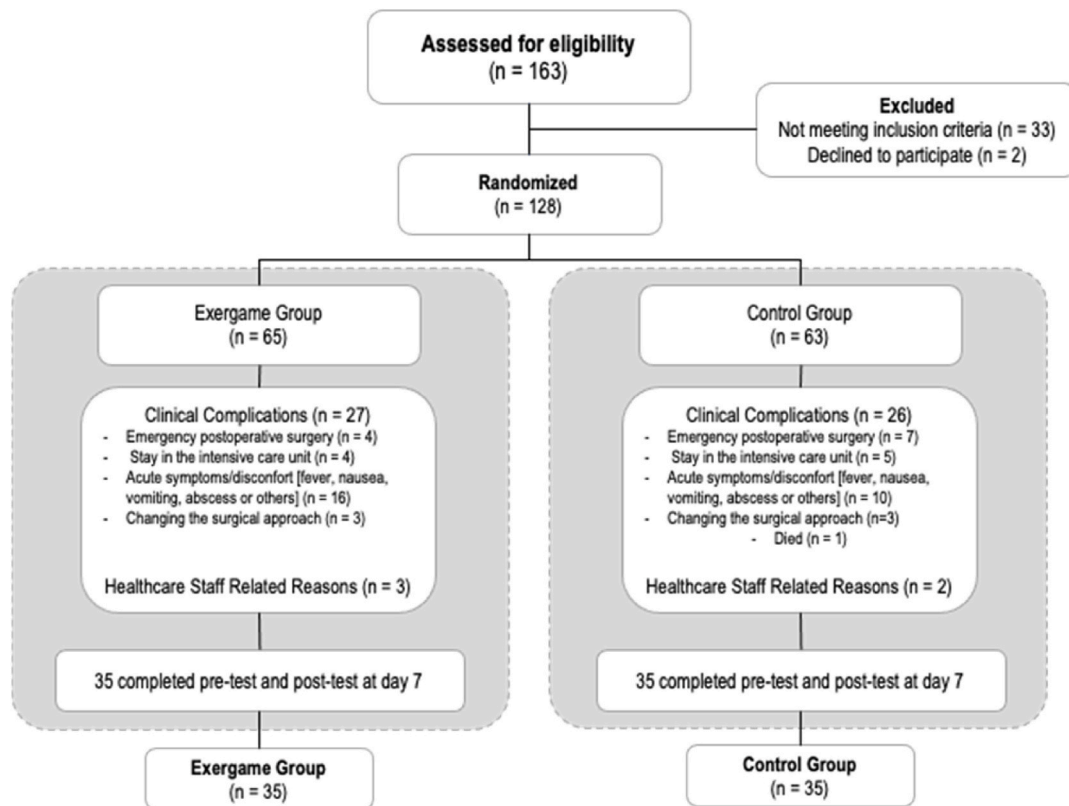 Assessed for eligibility
(n = 163)
Excluded
Not meeting inclusion criteria (n = 33)
Declined to participate (n = 2)
Randomized
(n = 128)
Exergame Group
(n = 65)
Clinical Complications (n = 27)
- Emergency postoperative surgery (n = 4)
- Stay in the intensive care unit (n = 4)
- Acute symptoms/disconfort [fever, nausea,
vomiting, abscess or others] (n = 16)
- Changing the surgical approach (n = 3)
Healthcare Staff Related Reasons (n = 3)
35 completed pre-test and post-test at day 7
Exergame Group
(n = 35)
Control Group
(n = 63)
Clinical Complications (n = 26)
- Emergency postoperative surgery (n = 7)
- Stay in the intensive care unit (n = 5)
- Acute symptoms/disconfort [fever, nausea,
vomiting, abscess or others] (n = 10)
- Changing the surgical approach (n=3)
- Died (n = 1)
Healthcare Staff Related Reasons (n = 2)
35 completed pre-test and post-test at day 7
Control Group
(n = 35)